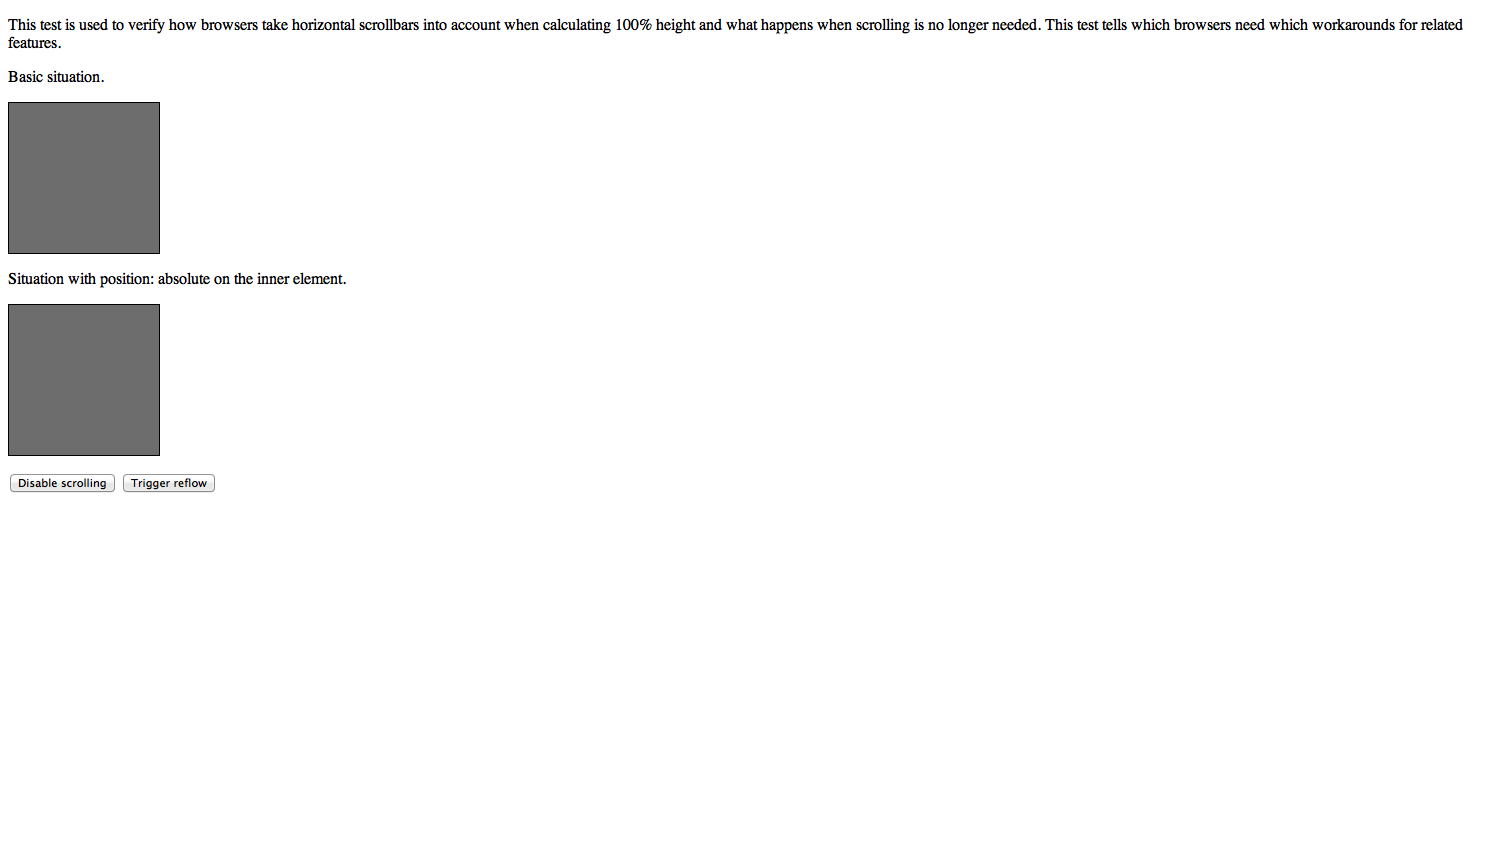 This test is used to verify how browsers take horizontal scrollbars into account when calculating 100% height and what happens when scrolling is no longer needed. This test tells which browsers need which workarounds for related
features.
Basic situation.
Situation with position: absolute on the inner element.
Disable scrolling Trigger reflow